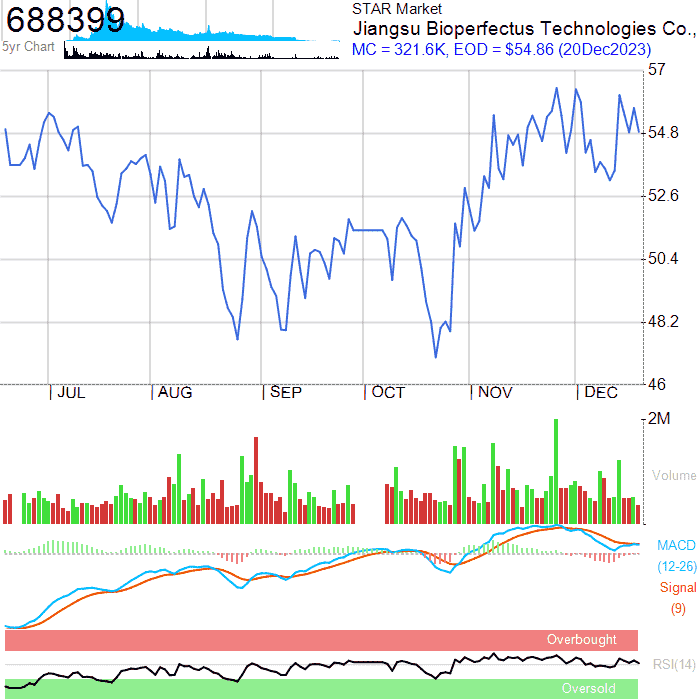 688399
STAR Market
Jiangsu Bioperfectus Technologies Co.,
5yr Chart
MC = 321.6K, EOD = $54.86 (20Dec2023)
57
54.8
52.6
50.4
48.2
46
JUL AUG SEP OCT NOV DEC
2M
Volume
MACD
(12-26)
Signal
(9)
Overbought
RSI(14)
Oversold